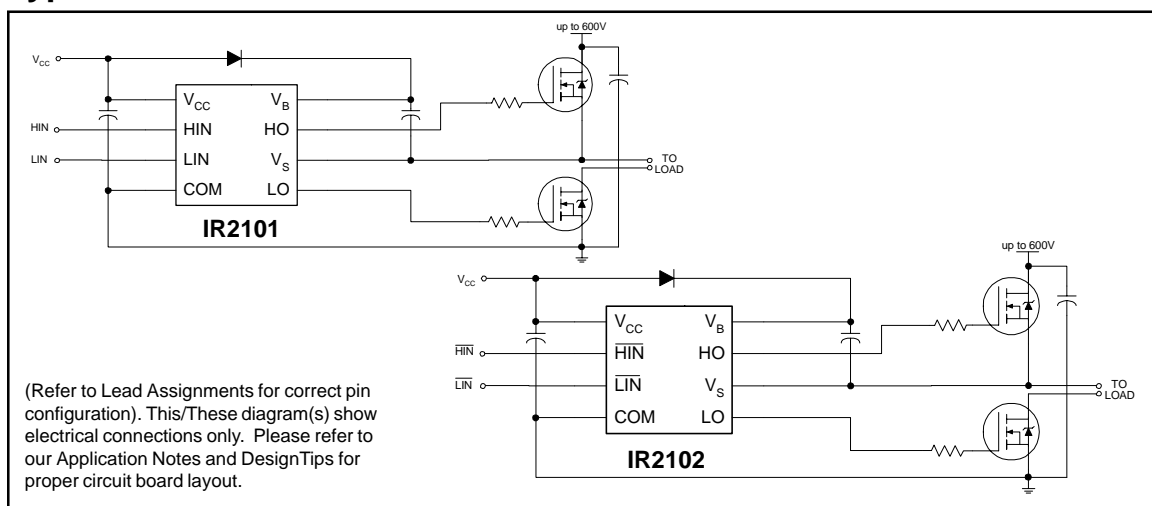 up to 600V
VCC
VCC VB
HIN HIN HO
LIN LIN VS TO
LOAD
COM LO
IR2101
up to 600V
VCC
VCC VB
HIN HIN HO
LIN LIN VS TO
LOAD
COM LO
IR2102
(Refer to Lead Assignments for correct pin
configuration). This/These diagram(s) show
electrical connections only. Please refer to
our Application Notes and DesignTips for
proper circuit board layout.